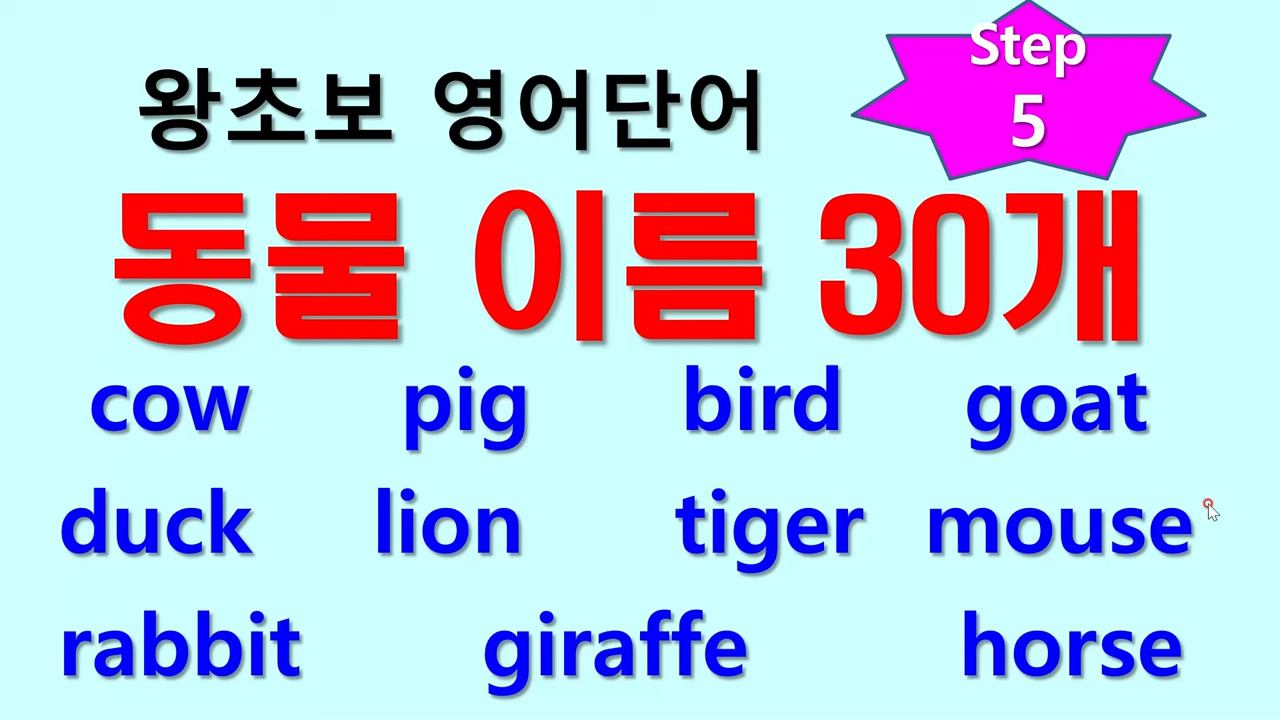 왕초보 영어단어
Step
5
동물 이름 30개
cow pig bird goat
duck lion tiger mouse
rabbit giraffe horse